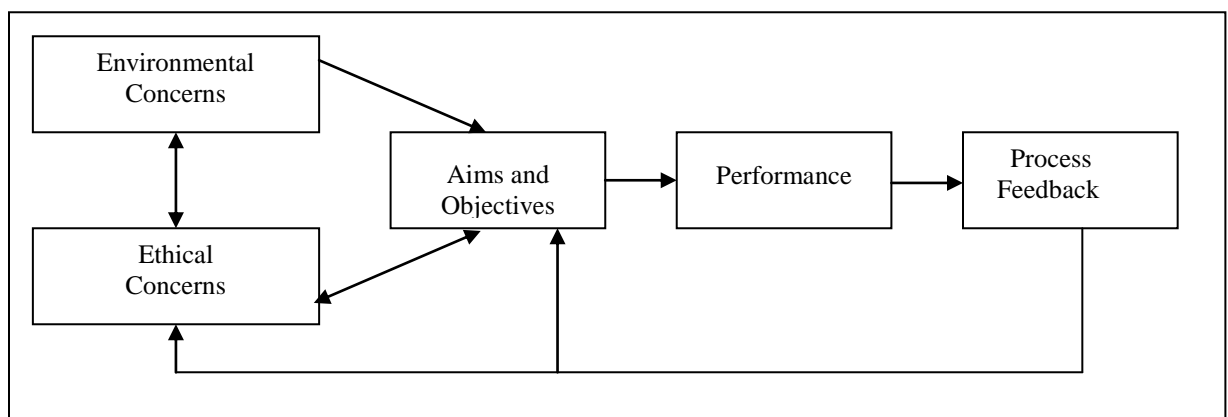 Environmental
Concerns
Ethical
Concerns
Aims and
Objectives
Performance
Process
Feedback